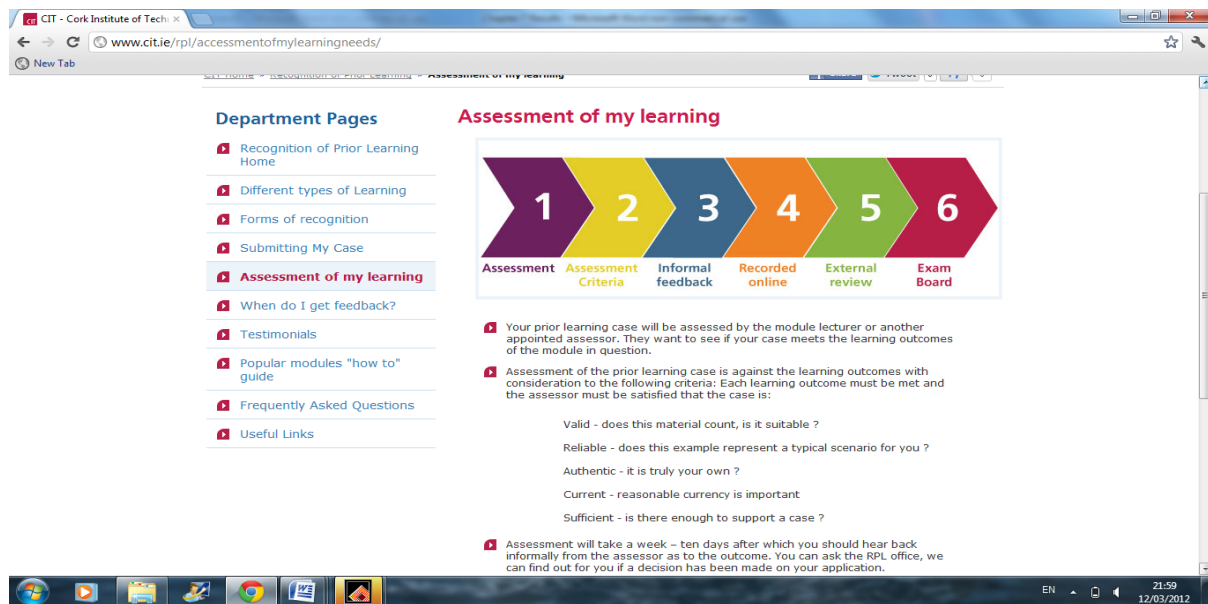 CIT - Cork Institute of Tech
www.cit.ie/rpl/accessmentofmylearningneeds/
New Tab
CIT Home > Recognition of Prior Learning > Assessment of my learning
Share Tweet 0
Department Pages
Recognition of Prior Learning
Home
Different types of Learning
Forms of recognition
Submitting My Case
Assessment of my learning
When do I get feedback?
Testimonials
Popular modules "how to"
guide
Frequently Asked Questions
Useful Links
Assessment of my learning
1 2 3 4 5 6
Assessment Assessment Informal Recorded External Exam
Criteria feedback online review Board
Your prior learning case will be assessed by the module lecturer or another
appointed assessor. They want to see if your case meets the learning outcomes
of the module in question.
Assessment of the prior learning case is against the learning outcomes with
consideration to the following criteria: Each learning outcome must be met and
the assessor must be satisfied that the case is:
Valid - does this material count, is it suitable ?
Reliable - does this example represent a typical scenario for you ?
Authentic - it is truly your own ?
Current - reasonable currency is important
Sufficient - is there enough to support a case ?
Assessment will take a week – ten days after which you should hear back
informally from the assessor as to the outcome. You can ask the RPL office, we
can find out for you if a decision has been made on your application.
EN
21:59
12/03/2012